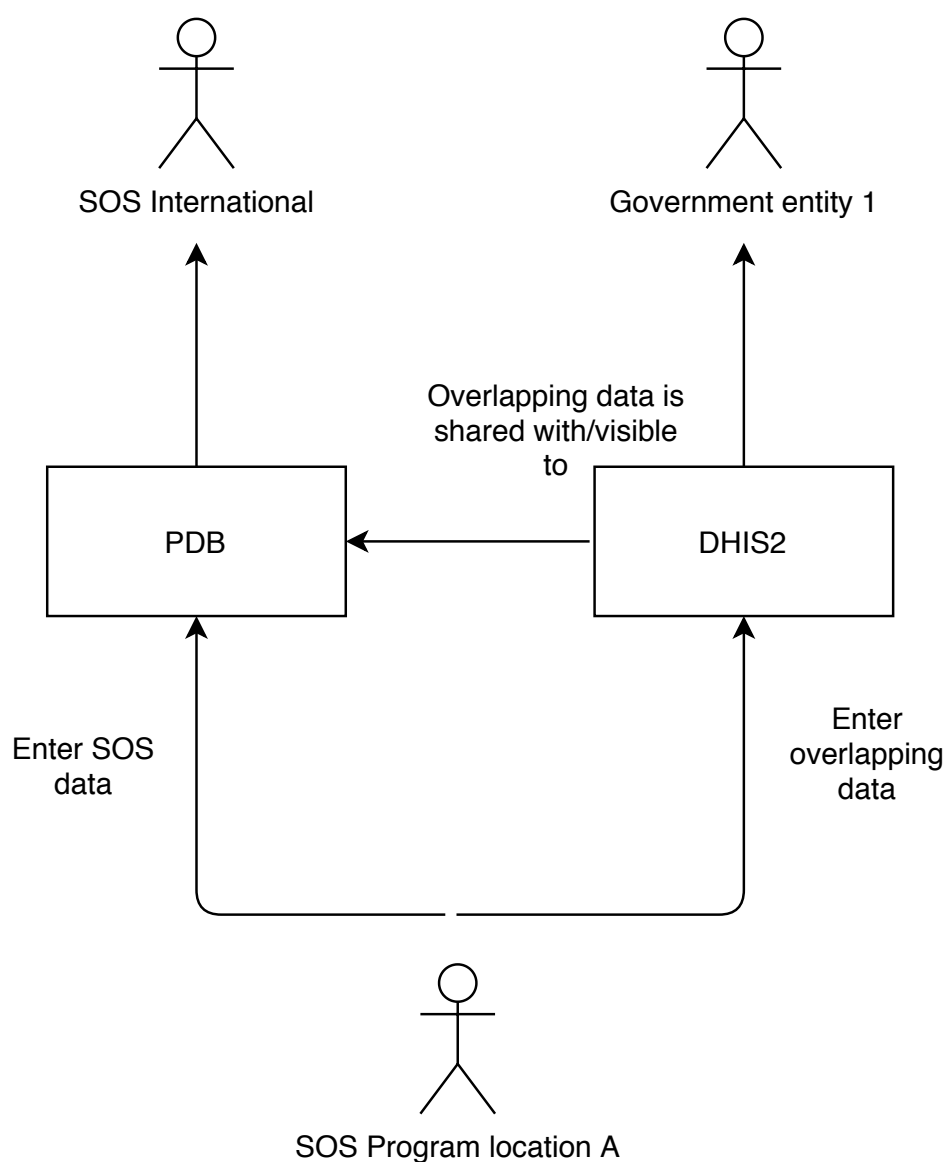 SOS International
Government entity 1
Overlapping data is
shared with/visible
to
PDB
DHIS2
Enter SOS
data
Enter
overlapping
data
SOS Program location A